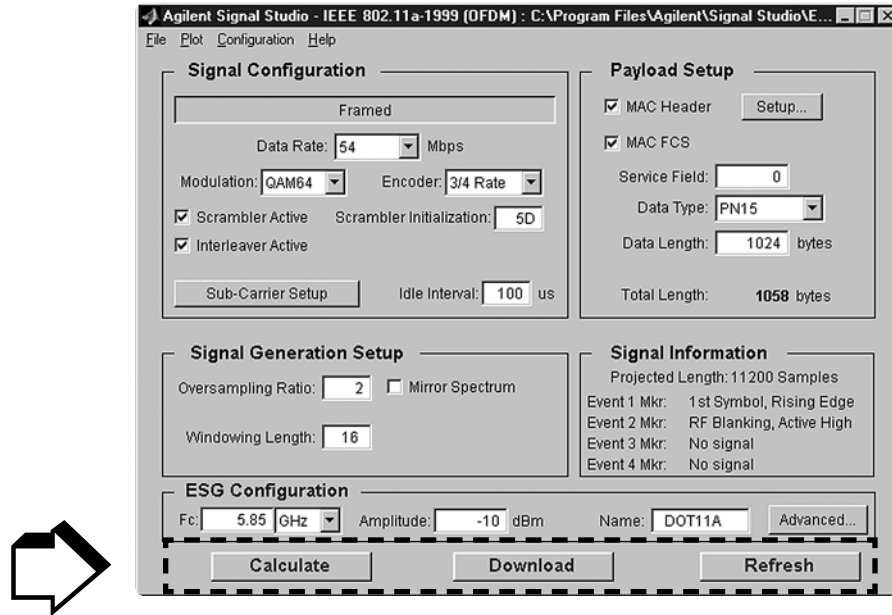 Agilent Signal Studio - IEEE 802.11a-1999 (OFDM) : C:\Program Files\Agilent\Signal Studio\E...
File Plot Configuration Help
Signal Configuration
Framed
Data Rate: 54 Mbps
Modulation: QAM64 Encoder: 3/4 Rate
Scrambler Active Scrambler Initialization: 5D
Interleaver Active
Sub-Carrier Setup Idle Interval: 100 us
Payload Setup
MAC Header Setup...
MAC FCS
Service Field: 0
Data Type: PN15
Data Length: 1024 bytes
Total Length: 1058 bytes
Signal Generation Setup
Oversampling Ratio: 2 Mirror Spectrum
Windowing Length: 16
Signal Information
Projected Length: 11200 Samples
Event 1 Mkr: 1st Symbol, Rising Edge
Event 2 Mkr: RF Blanking, Active High
Event 3 Mkr: No signal
Event 4 Mkr: No signal
ESG Configuration
Fc: 5.85 GHz Amplitude: -10 dBm Name: DOT11A Advanced...
Calculate Download Refresh